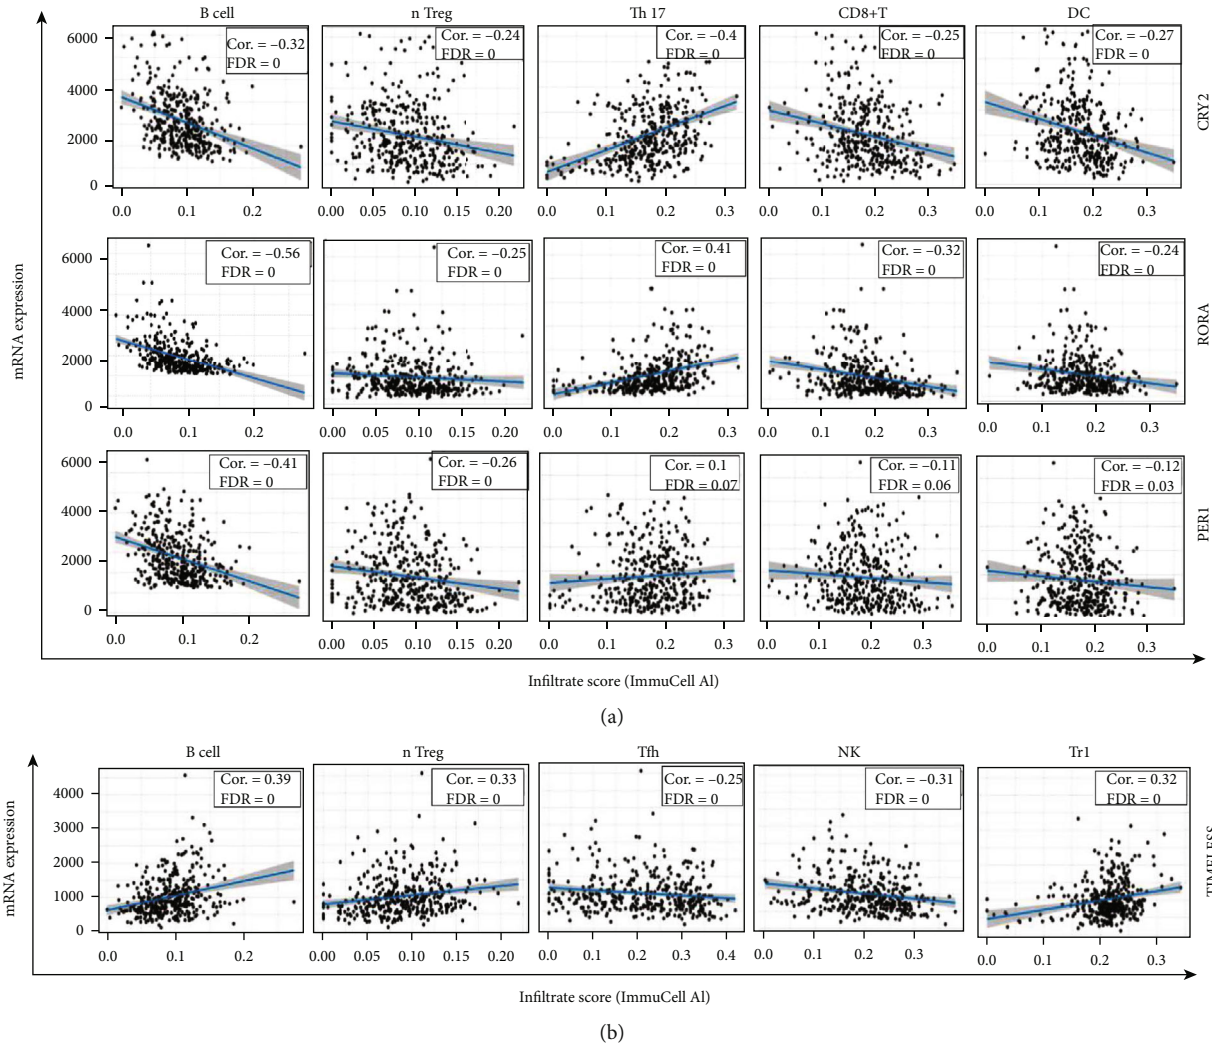 B cell n Treg Th 17 CD8+T DC
Cor. = –0.32 Cor. = –0.24 Cor. = –0.4 Cor. = –0.25 Cor. = –0.27
FDR = 0 FDR = 0 FDR = 0 FDR = 0 FDR = 0
6000
4000
2000
0
CRY2
0.0 0.1 0.2 0.0 0.05 0.10 0.15 0.20 0.0 0.1 0.2 0.3 0.0 0.1 0.2 0.3 0.0 0.1 0.2 0.3
Cor. = –0.56 Cor. = –0.25 Cor. = 0.41 Cor. = –0.32 Cor. = –0.24
FDR = 0 FDR = 0 FDR = 0 FDR = 0 FDR = 0
6000
4000
2000
0
RORA
mRNA expression
0.0 0.1 0.2 0.00 0.05 0.10 0.15 0.20 0.0 0.1 0.2 0.3 0.0 0.1 0.2 0.3 0.0 0.1 0.2 0.3
Cor. = –0.41 Cor. = –0.26 Cor. = 0.1 Cor. = –0.11 Cor. = –0.12
FDR = 0 FDR = 0 FDR = 0.07 FDR = 0.06 FDR = 0.03
6000
4000
2000
0
PER1
0.0 0.1 0.2 0.00 0.05 0.10 0.15 0.20 0.0 0.1 0.2 0.3 0.0 0.1 0.2 0.3 0.0 0.1 0.2 0.3
Infiltrate score (ImmuCell Al)
(a)
B cell n Treg Tfh NK Tr1
Cor. = 0.39 Cor. = 0.33 Cor. = –0.25 Cor. = –0.31 Cor. = 0.32
FDR = 0 FDR = 0 FDR = 0 FDR = 0 FDR = 0
4000
3000
2000
1000
0
mRNA expression
TIMELESS
0.0 0.1 0.2 0.00 0.05 0.10 0.15 0.20 0.0 0.1 0.2 0.3 0.4 0.0 0.1 0.2 0.3 0.0 0.1 0.2 0.3
Infiltrate score (ImmuCell Al)
(b)